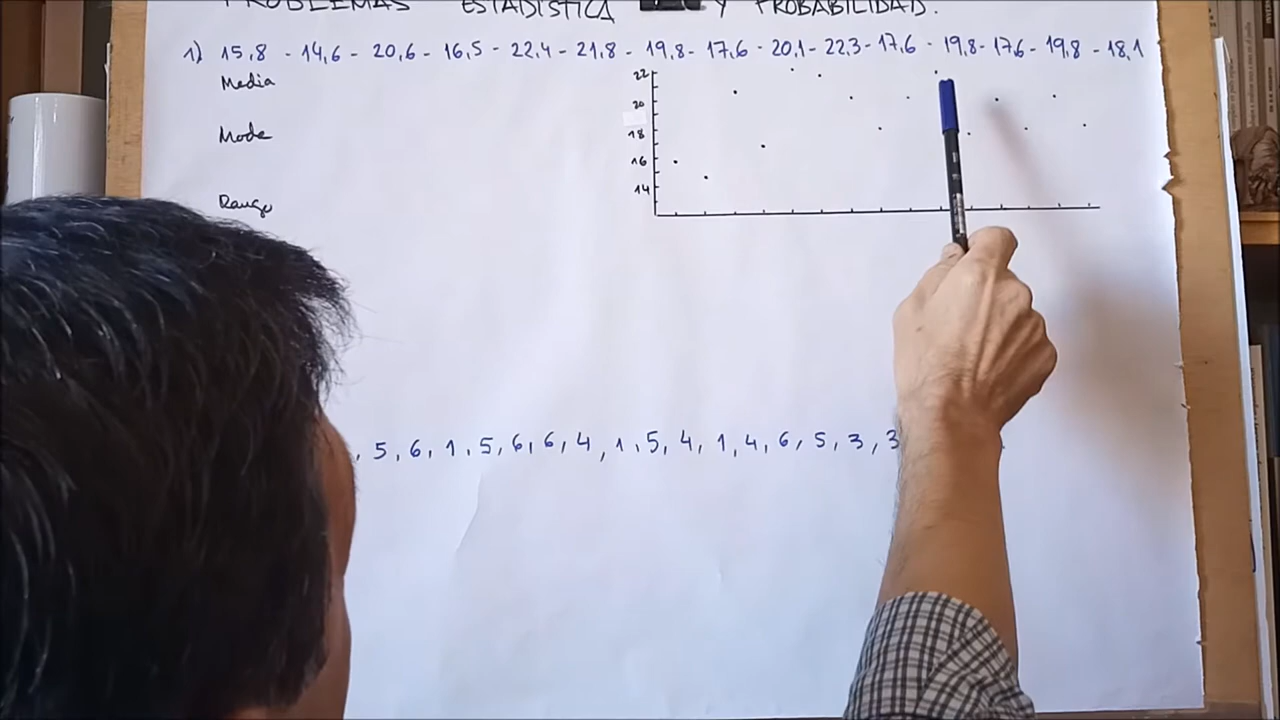 PROBLEMAS ESTADÍSTICA Y PROBABILIDAD.
1) 15,8 - 14,6 - 20,6 - 16,5 - 22,4 - 21,8 - 19,8 - 17,6 - 20,1 - 22,3 - 17,6 - 19,8 - 17,6 - 19,8 - 18,1
Media
Moda
Rango
22
20
18
16
14
, 5, 6, 1, 5, 6, 6, 4, 1, 5, 4, 1, 4, 6, 5, 3, 3